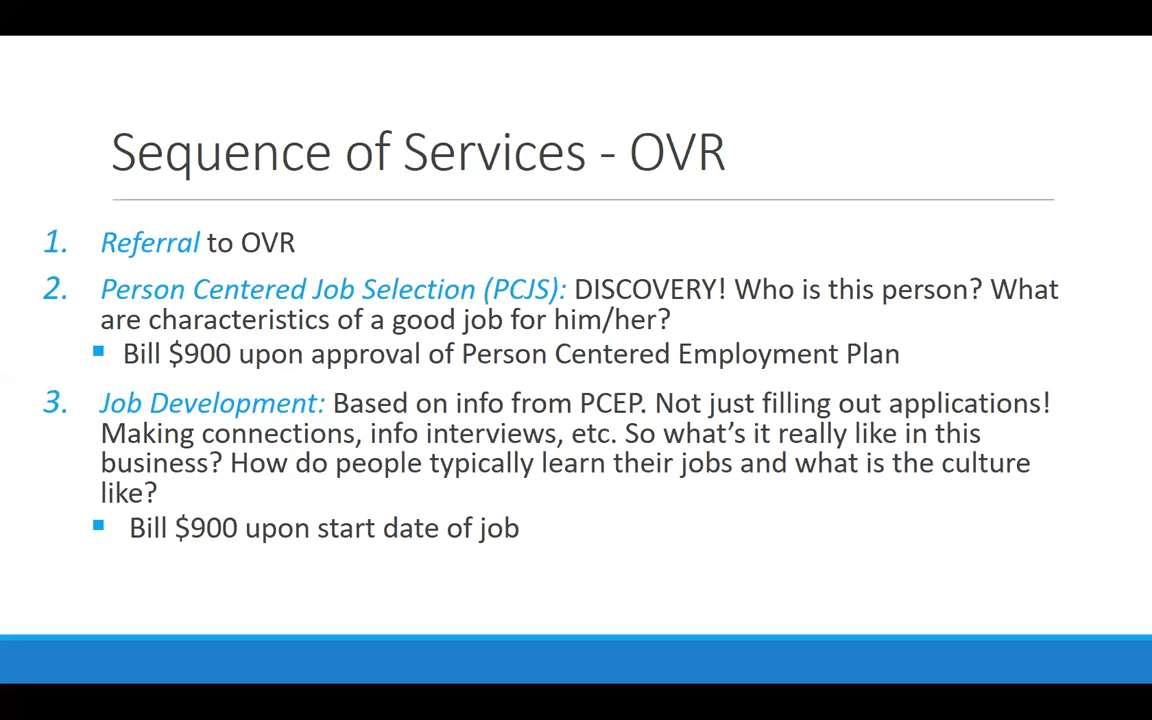 Sequence of Services - OVR
1. Referral to OVR
2. Person Centered Job Selection (PCJS): DISCOVERY! Who is this person? What
are characteristics of a good job for him/her?
▪ Bill $900 upon approval of Person Centered Employment Plan
3. Job Development: Based on info from PCEP. Not just filling out applications!
Making connections, info interviews, etc. So what’s it really like in this
business? How do people typically learn their jobs and what is the culture
like?
▪ Bill $900 upon start date of job